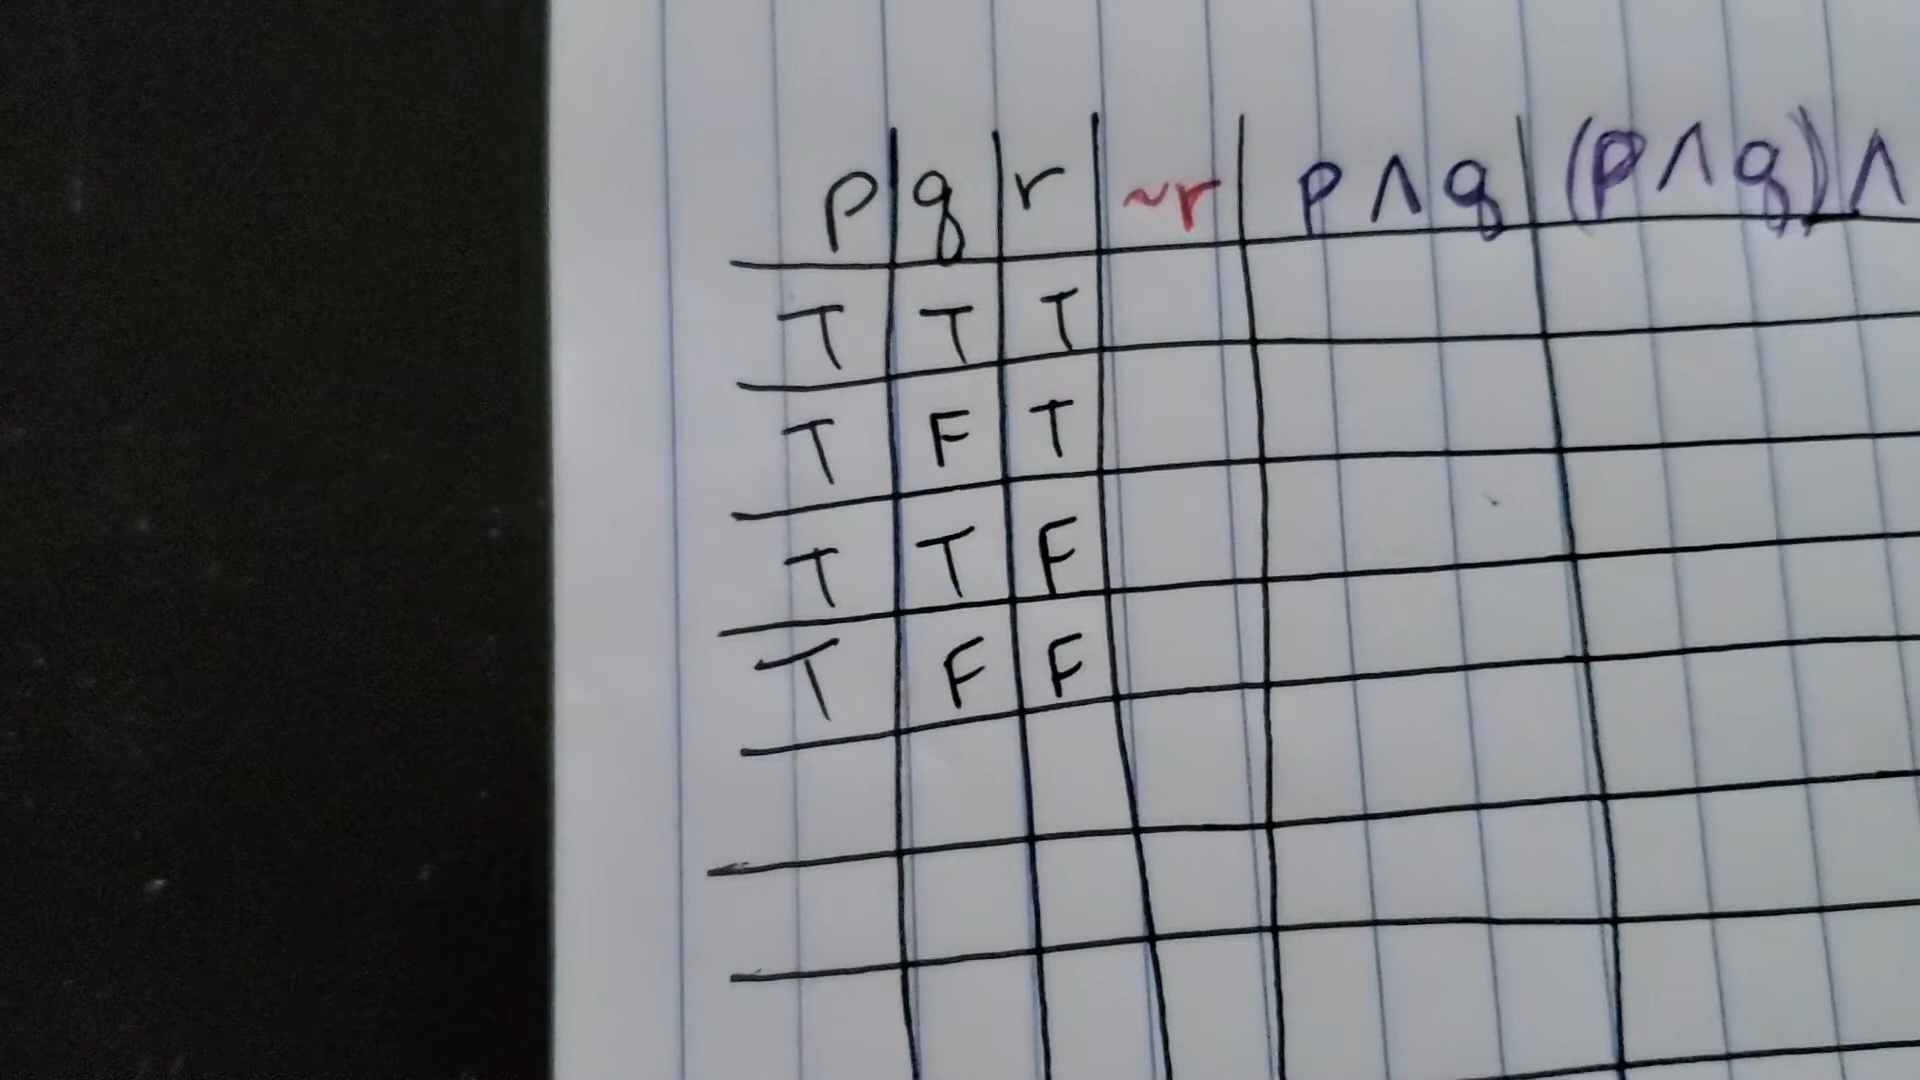 p q r ~r p ∧ q (p ∧ q) ∧
T T T
T F T
T T F
T F F